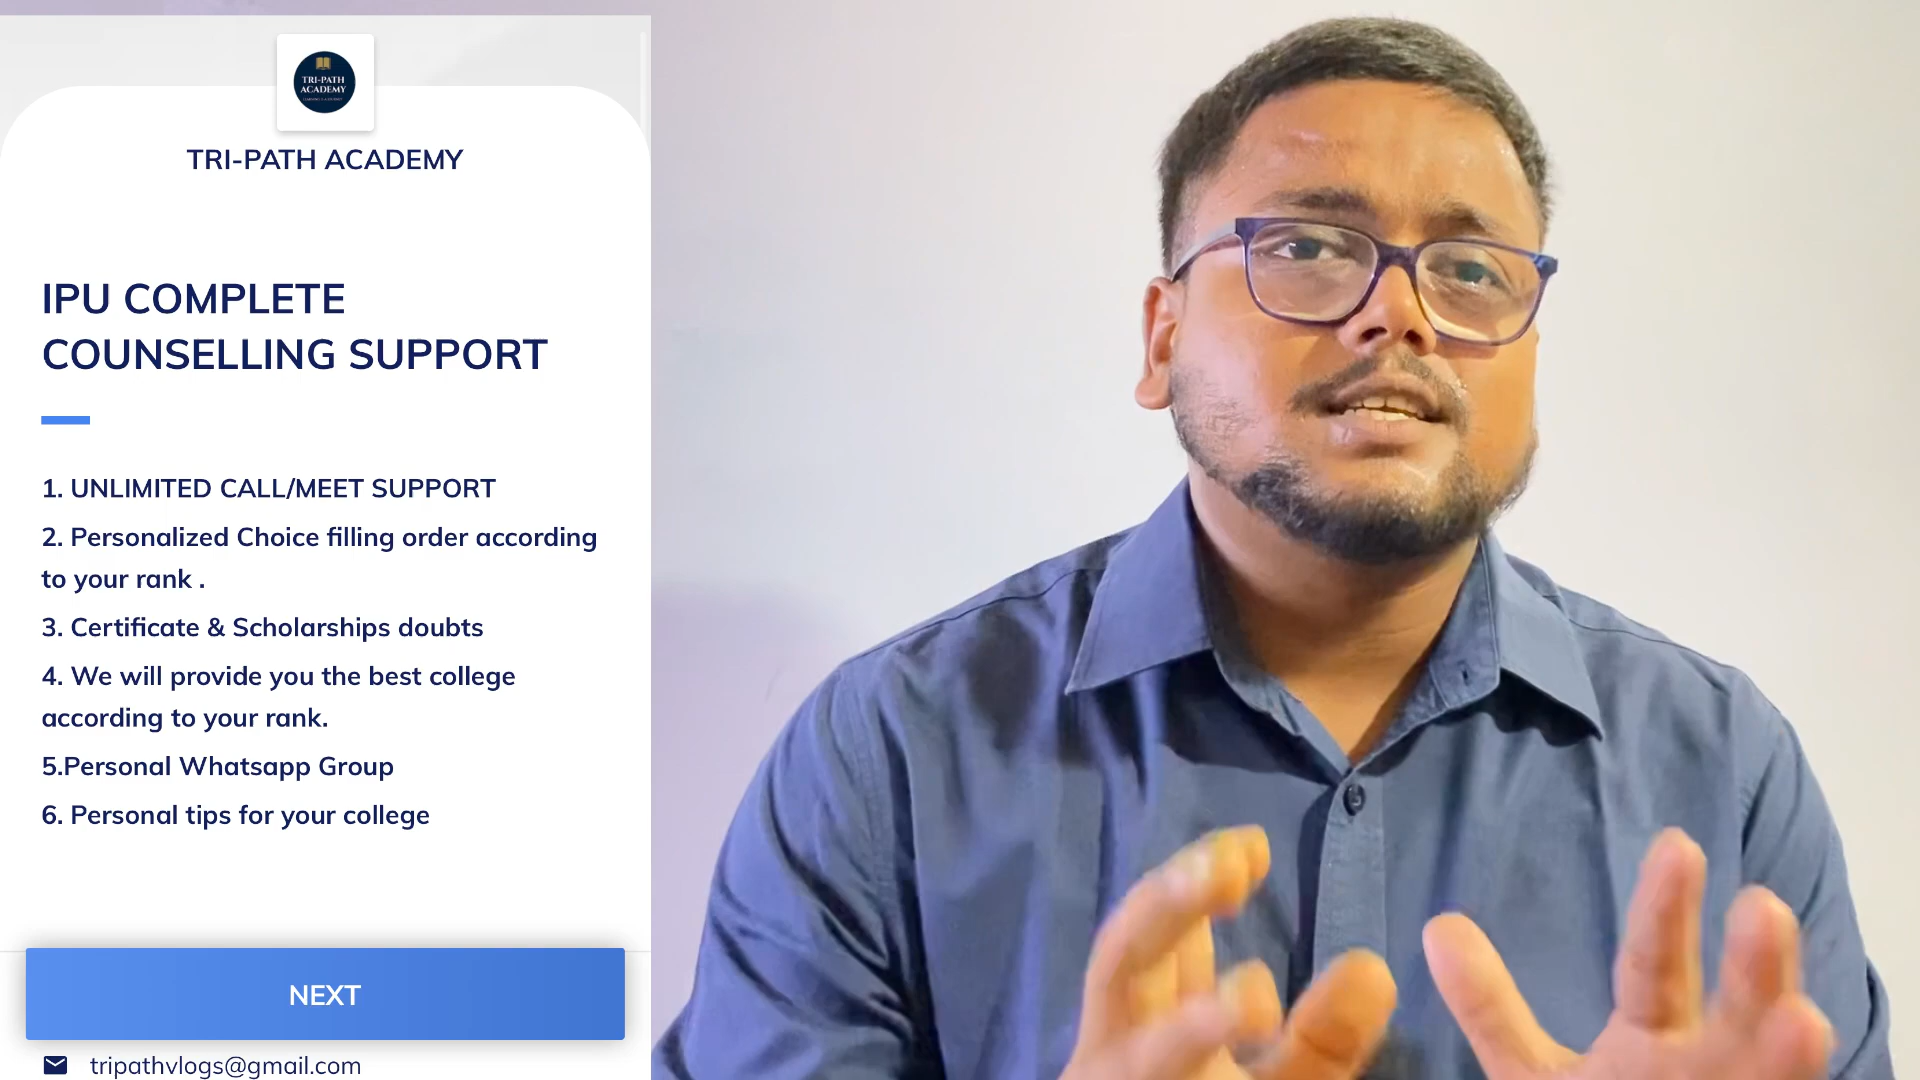 TRI-PATH
ACADEMY
TRI-PATH ACADEMY
IPU COMPLETE
COUNSELLING SUPPORT
1. UNLIMITED CALL/MEET SUPPORT
2. Personalized Choice filling order according
to your rank .
3. Certificate & Scholarships doubts
4. We will provide you the best college
according to your rank.
5.Personal Whatsapp Group
6. Personal tips for your college
NEXT
tripathvlogs@gmail.com